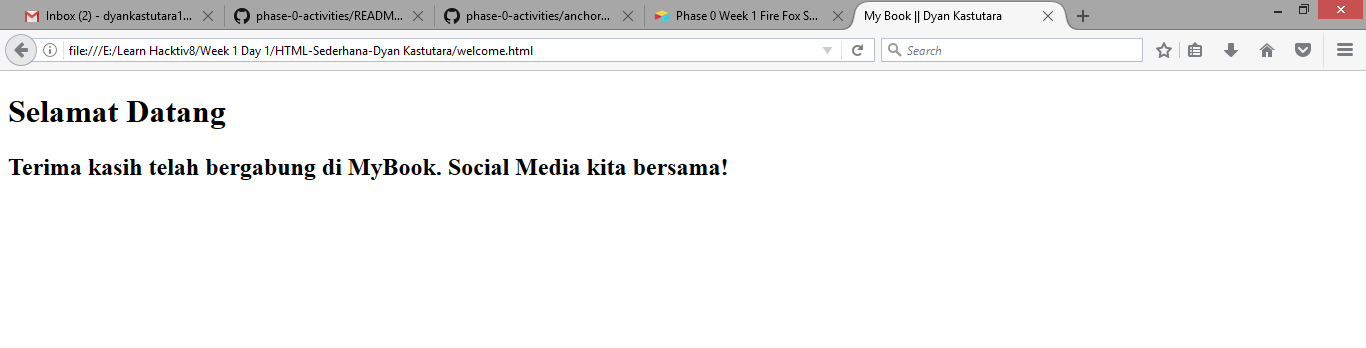 Inbox (2) - dyankastutara1...
phase-0-activities/READM...
phase-0-activities/anchor...
Phase 0 Week 1 Fire Fox S...
My Book || Dyan Kastutara
file:///E:/Learn Hacktiv8/Week 1 Day 1/HTML-Sederhana-Dyan Kastutara/welcome.html
Search
Selamat Datang
Terima kasih telah bergabung di MyBook. Social Media kita bersama!